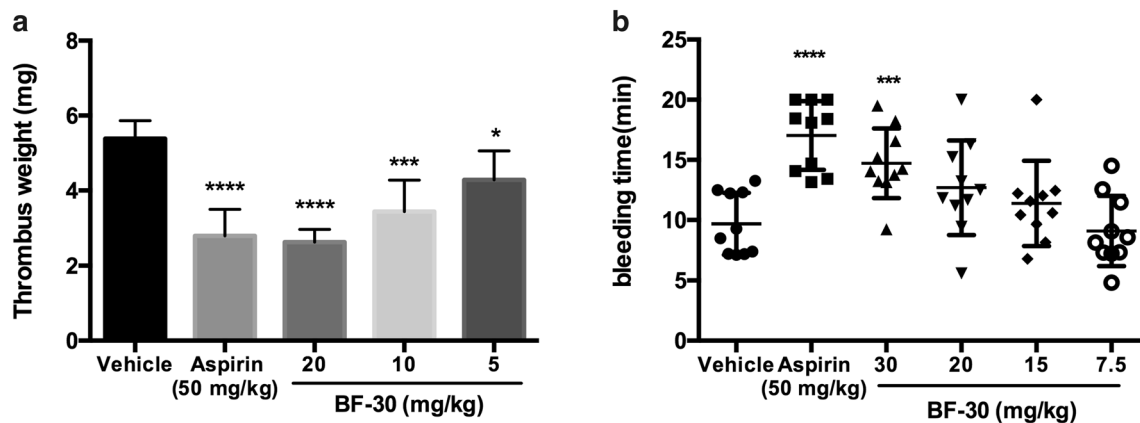 a
Thrombus weight (mg)
8
6
4
2
0
****
****
***
*
Vehicle Aspirin 20 10 5
(50 mg/kg)
BF-30 (mg/kg)
b
bleeding time(min)
25
20
15
10
5
0
****
***
Vehicle Aspirin 30 20 15 7.5
(50 mg/kg)
BF-30 (mg/kg)